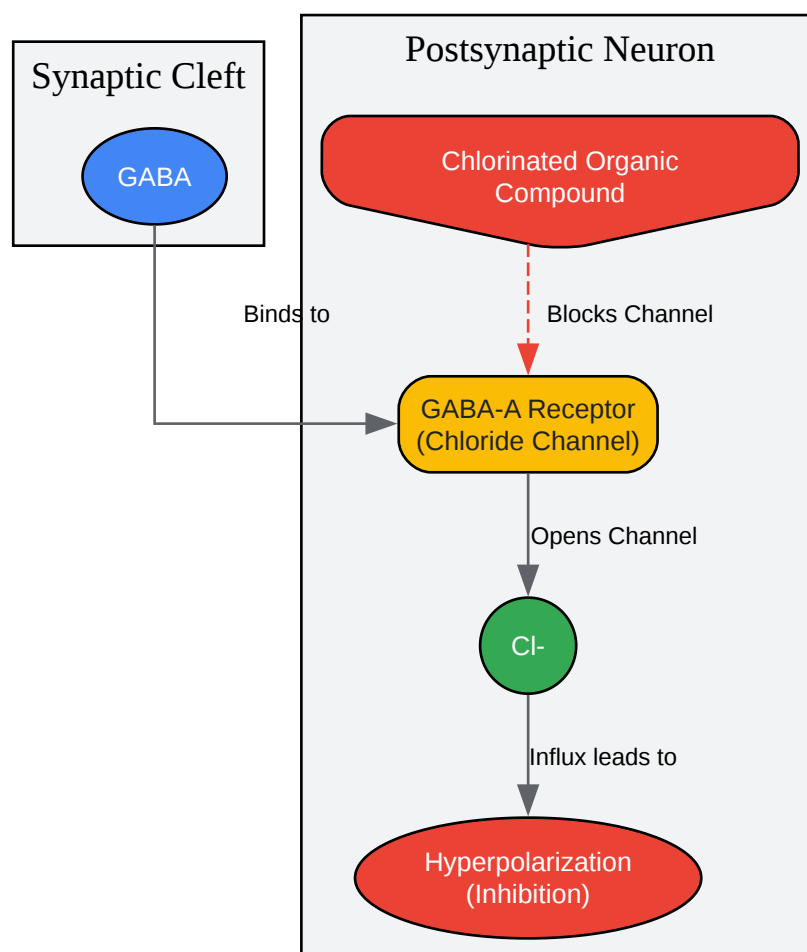 Postsynaptic Neuron
Synaptic Cleft
GABA
Chlorinated Organic
Compound
Binds to
Blocks Channel
GABA-A Receptor
(Chloride Channel)
Opens Channel
Cl-
Influx leads to
Hyperpolarization
(Inhibition)